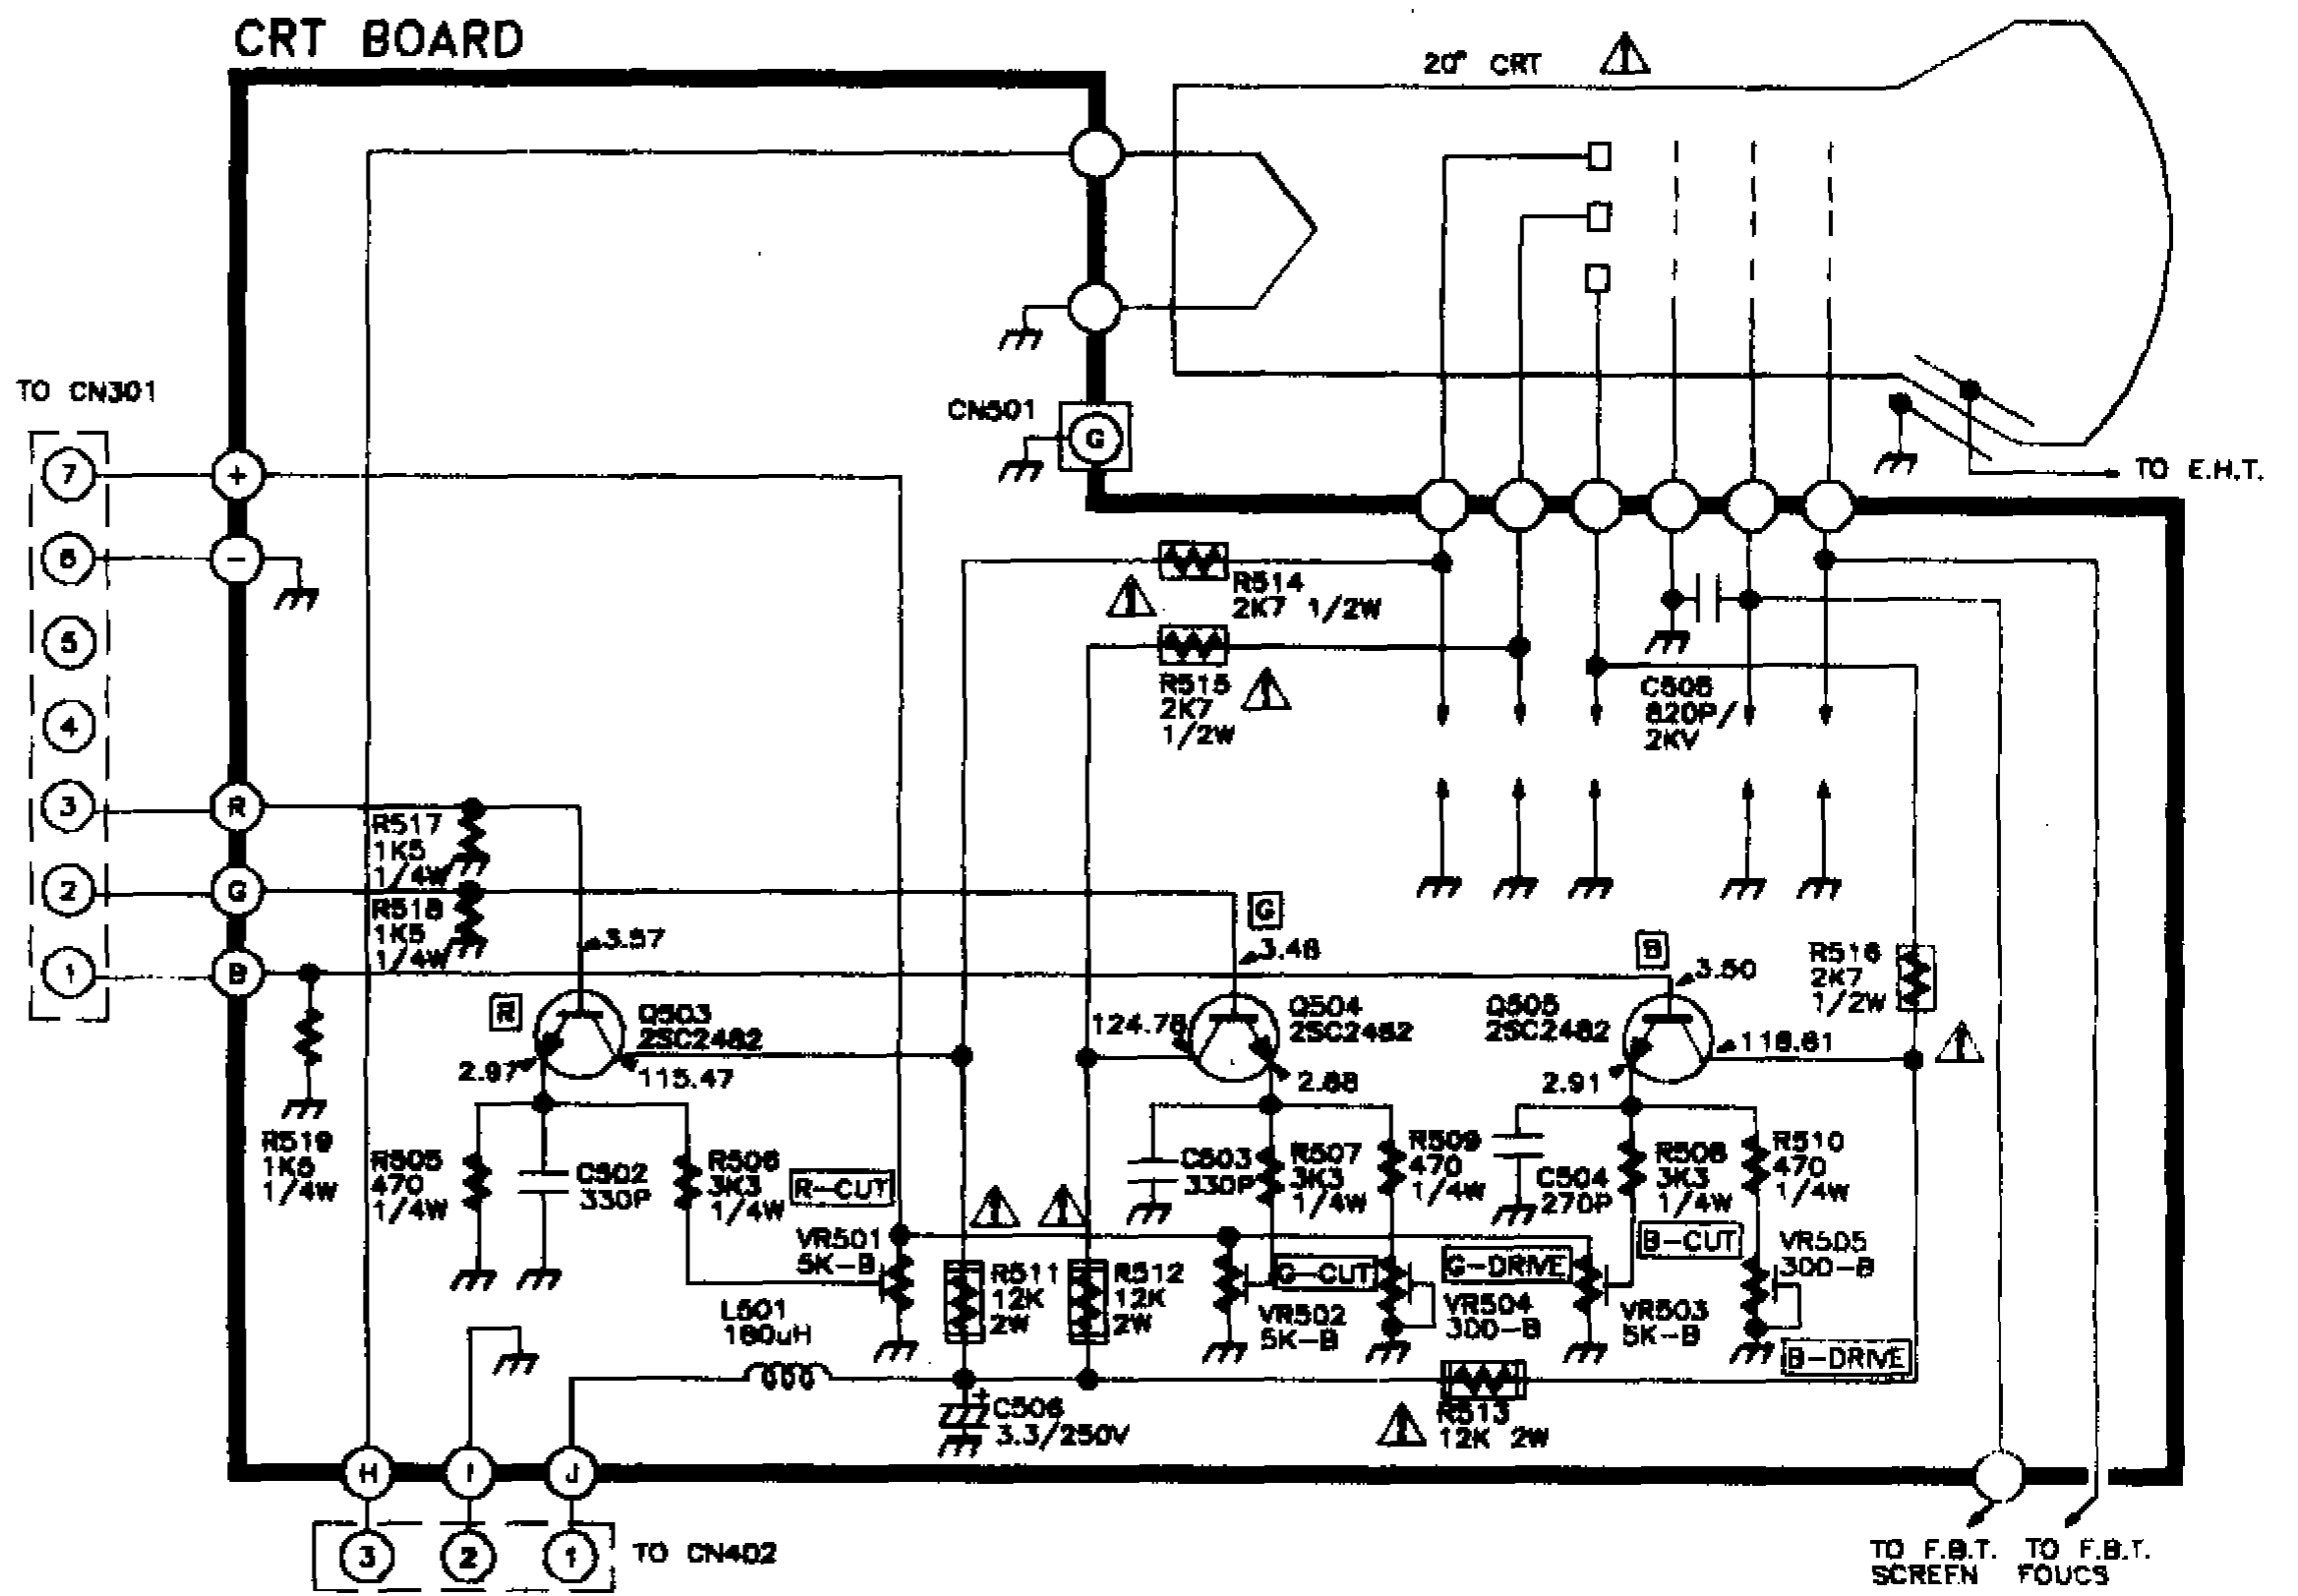 CRT BOARD
20" CRT
TO CN301
CN501
G
TO E.H.T.
7
+
6
-
5
4
3
R
2
G
1
B
R514
2K7 1/2W
R515
2K7
1/2W
C505
820P/
2KV
R517
1K5
1/4W
R518
1K5
1/4W
3.57
G
3.48
B
3.50
R516
2K7
1/2W
R
Q503
2SC2482
2.97
115.47
124.78
Q504
2SC2482
2.88
Q505
2SC2482
2.91
118.81
R519
1K5
1/4W
R505
470
1/4W
C502
330P
R506
3K3
1/4W
R-CUT
VR501
5K-B
C503
330P
R507
3K3
1/4W
R509
470
1/4W
C504
270P
R508
3K3
1/4W
R510
470
1/4W
B-CUT
VR505
300-B
G-CUT
G-DRIVE
R511
12K
2W
R512
12K
2W
VR502
5K-B
VR504
300-B
VR503
5K-B
B-DRIVE
L501
180uH
+
C506
3.3/250V
R513
12K 2W
H
I
J
3
2
1
TO CN402
TO F.B.T.
SCREEN
TO F.B.T.
FOUCS